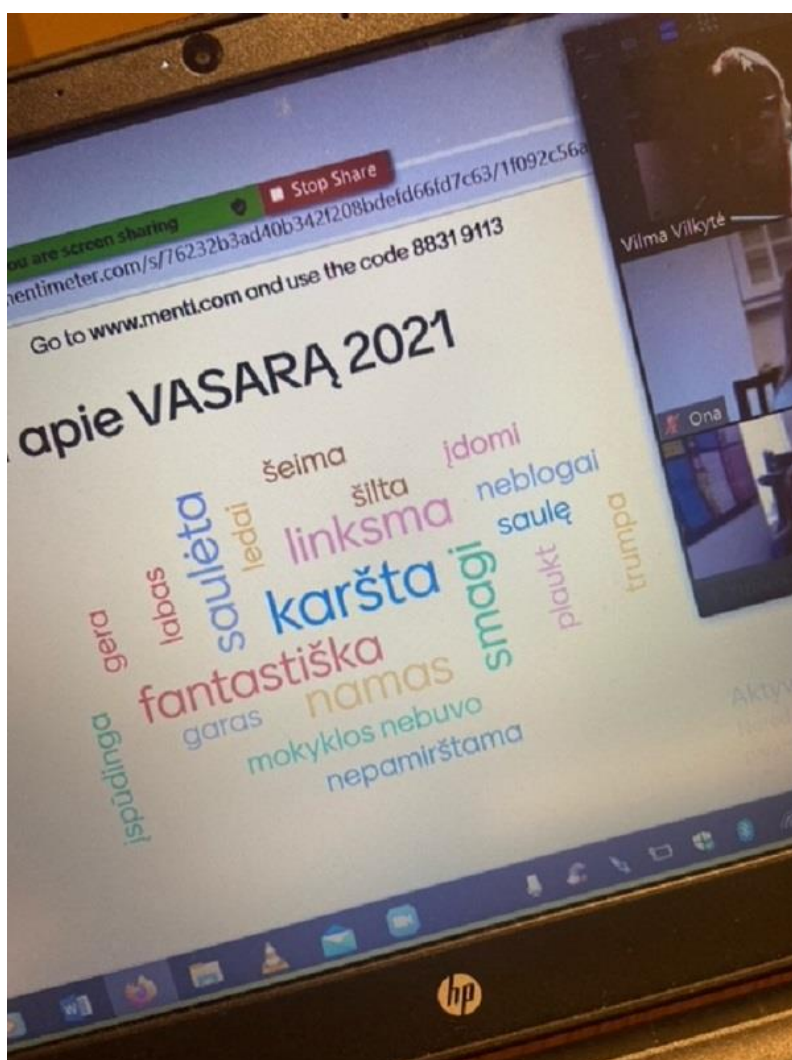 Stop Share
ou are screen sharing
nentimeter.com/s/76232b3ad40b342f208bdefd66fd7c63/1f092c56a
Go to www.menti.com and use the code 8831 9113
apie VASARĄ 2021
šeima
įdomi
šilta
neblogai
ledai
saulėta
linksma
saulę
trumpa
labas
karšta
smagi
plaukt
gera
fantastiška
namas
garas
mokyklos nebuvo
įspūdinga
nepamirštama
Vilma Vilkytė
Ona
Aktyv
hp